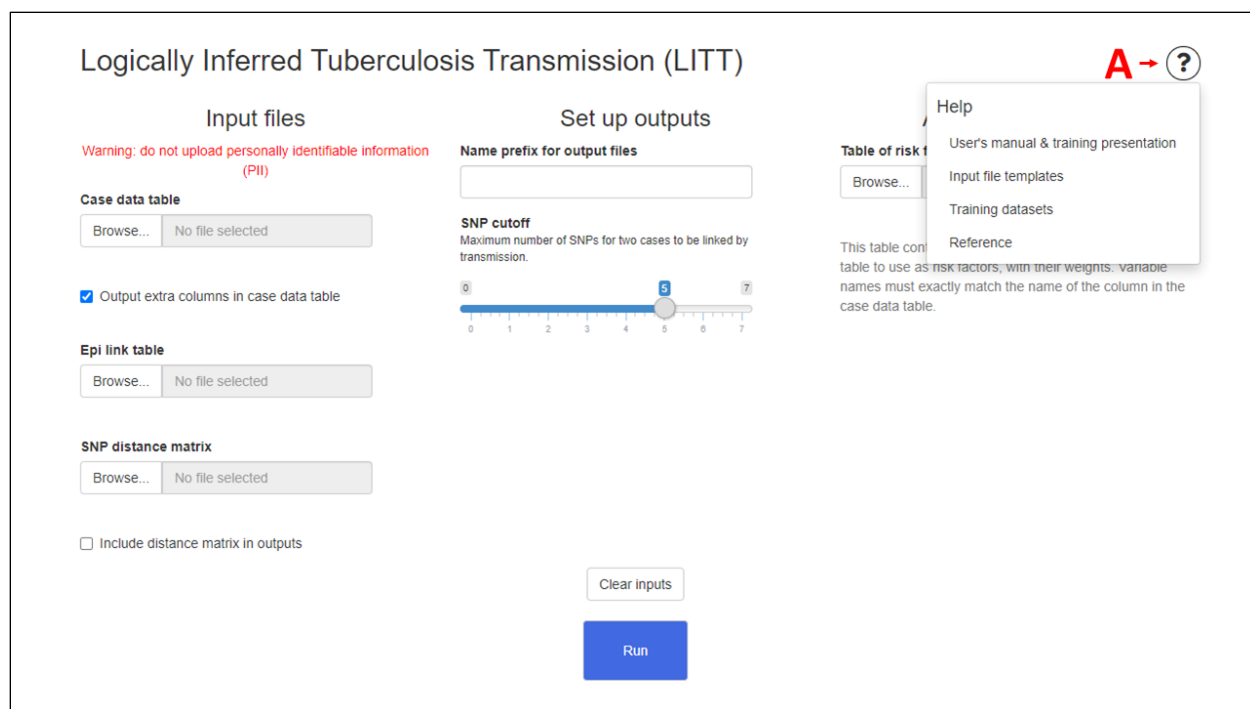 Logically Inferred Tuberculosis Transmission (LITT)
A
?
Help
User's manual & training presentation
Input file templates
Training datasets
Reference
Input files
Warning: do not upload personally identifiable information
(PII)
Case data table
Browse...
No file selected
Output extra columns in case data table
Epi link table
Browse...
No file selected
SNP distance matrix
Browse...
No file selected
Include distance matrix in outputs
Set up outputs
Name prefix for output files
SNP cutoff
Maximum number of SNPs for two cases to be linked by
transmission.
0 5 7
0 1 2 3 4 5 6 7
Table of risk
Browse...
This table
table to use as risk factors, with their weights. Variable
names must exactly match the name of the column in the
case data table.
Clear inputs
Run